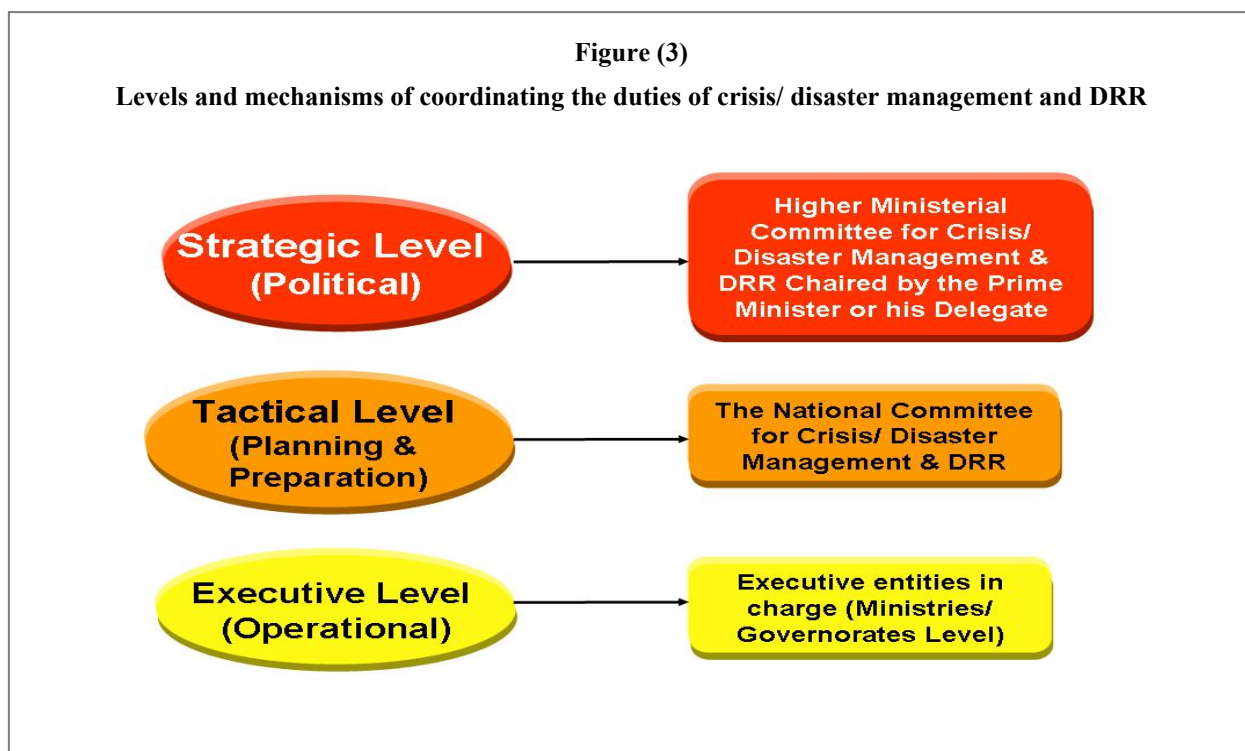 Figure (3)
Levels and mechanisms of coordinating the duties of crisis/ disaster management and DRR
Strategic Level
(Political)
Higher Ministerial
Committee for Crisis/
Disaster Management &
DRR Chaired by the Prime
Minister or his Delegate
Tactical Level
(Planning &
Preparation)
The National Committee
for Crisis/ Disaster
Management & DRR
Executive Level
(Operational)
Executive entities in
charge (Ministries/
Governorates Level)